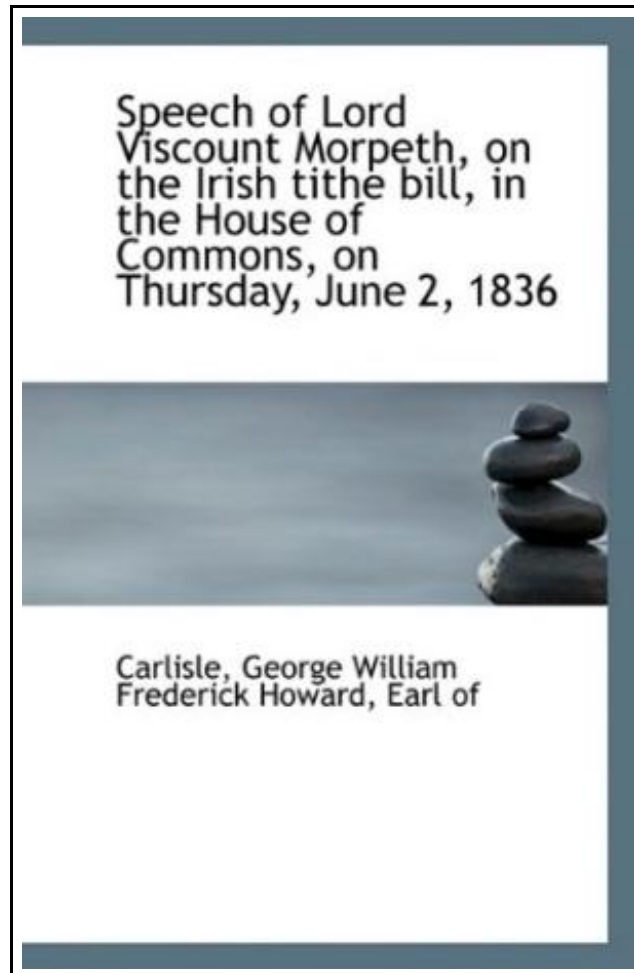 Speech of Lord
Viscount Morpeth, on
the Irish tithe bill, in
the House of
Commons, on
Thursday, June 2, 1836
Carlisle, George William
Frederick Howard, Earl of